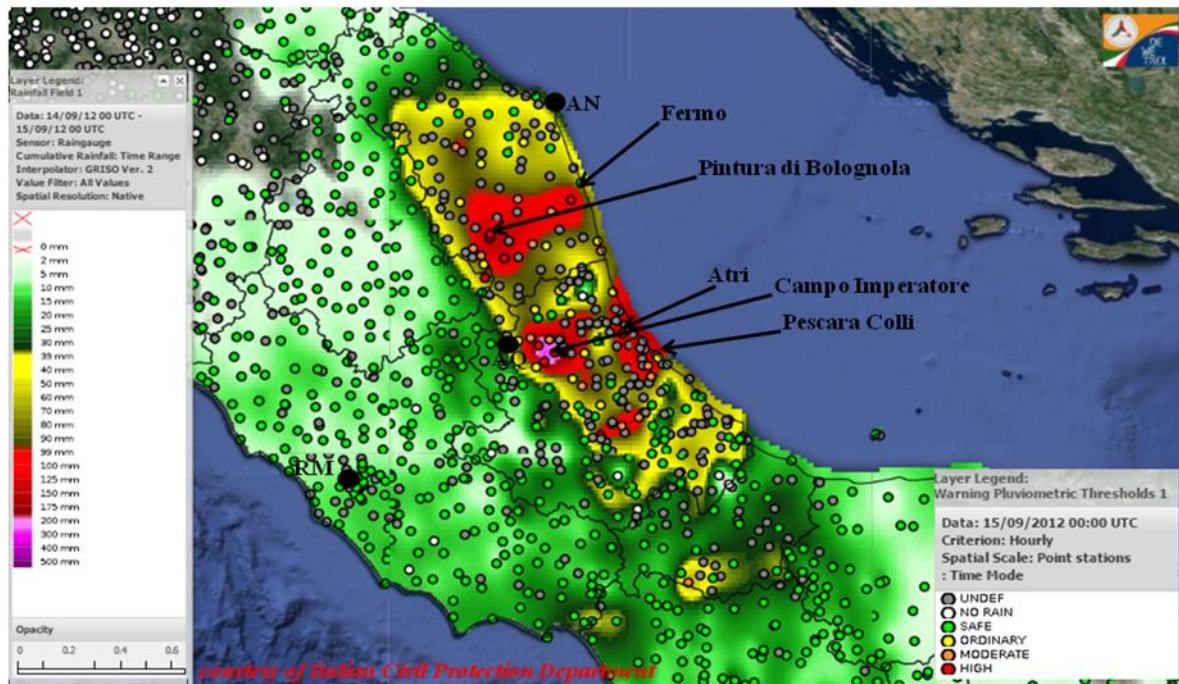 Layer Legend:
Rainfall Field 1
Data: 14/09/12 00 UTC -
15/09/12 00 UTC
Sensor: Raingauge
Cumulative Rainfall: Time Range
Interpolator: GRISO Ver. 2
Value Filter: All Values
Spatial Resolution: Native
0 mm
2 mm
5 mm
10 mm
15 mm
20 mm
25 mm
30 mm
39 mm
40 mm
50 mm
60 mm
70 mm
80 mm
90 mm
99 mm
100 mm
125 mm
150 mm
175 mm
200 mm
300 mm
400 mm
500 mm
Opacity
0 0.2 0.4 0.6
AN
Fermo
Pintura di Bolognola
Atri
Campo Imperatore
Pescara Colli
RM
DE
WE
TRA
courtesy of Italian Civil Protection Department
Layer Legend:
Warning Pluviometric Thresholds 1
Data: 15/09/2012 00:00 UTC
Criterion: Hourly
Spatial Scale: Point stations
: Time Mode
UNDEF
NO RAIN
SAFE
ORDINARY
MODERATE
HIGH